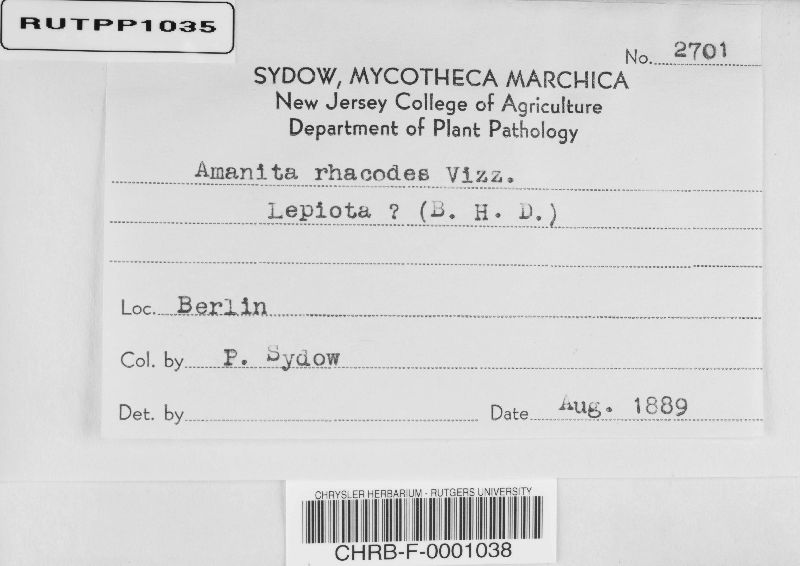 RUTPP1035
No. 2701
SYDOW, MYCOTHECA MARCHICA
New Jersey College of Agriculture
Department of Plant Pathology
Amanita rhacodes Vizz.
Lepiota ? (B. H. D.)
Loc. Berlin
Col. by P. Sydow
Det. by Date Aug. 1889
CHRYSLER HERBARIUM - RUTGERS UNIVERSITY
CHRB-F-0001038